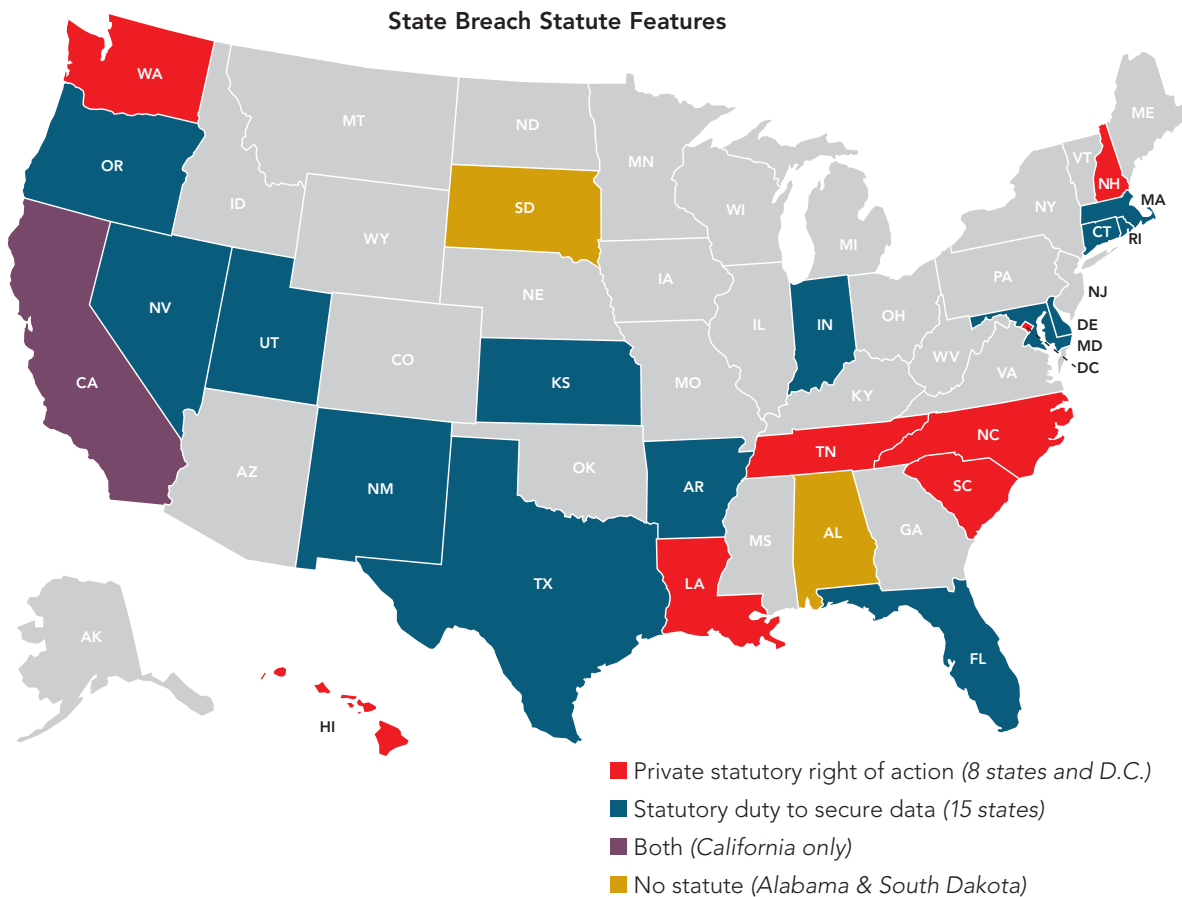 State Breach Statute Features
WA
MT
ND
MN
ME
VT
NH
OR
ID
SD
WI
NY
MA
CT
RI
WY
MI
IA
NE
PA
NJ
NV
UT
CO
IL
IN
OH
DE
MD
DC
WV
VA
CA
KS
MO
KY
NC
TN
AZ
NM
OK
AR
SC
MS
AL
GA
TX
LA
AK
FL
HI
Private statutory right of action (8 states and D.C.)
Statutory duty to secure data (15 states)
Both (California only)
No statute (Alabama & South Dakota)